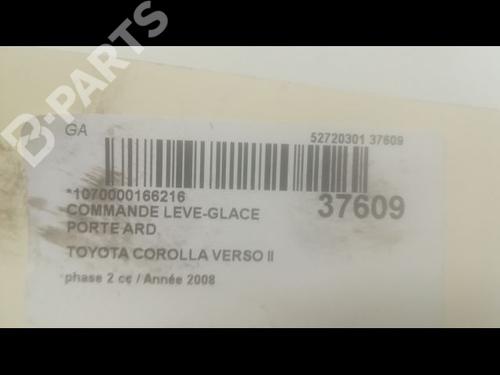 B-PARTS
GA
52720301 37609
*1070000166216
COMMANDE LEVE-GLACE
37609
PORTE ARD
TOYOTA COROLLA VERSO II
phase 2 cc / Année 2008